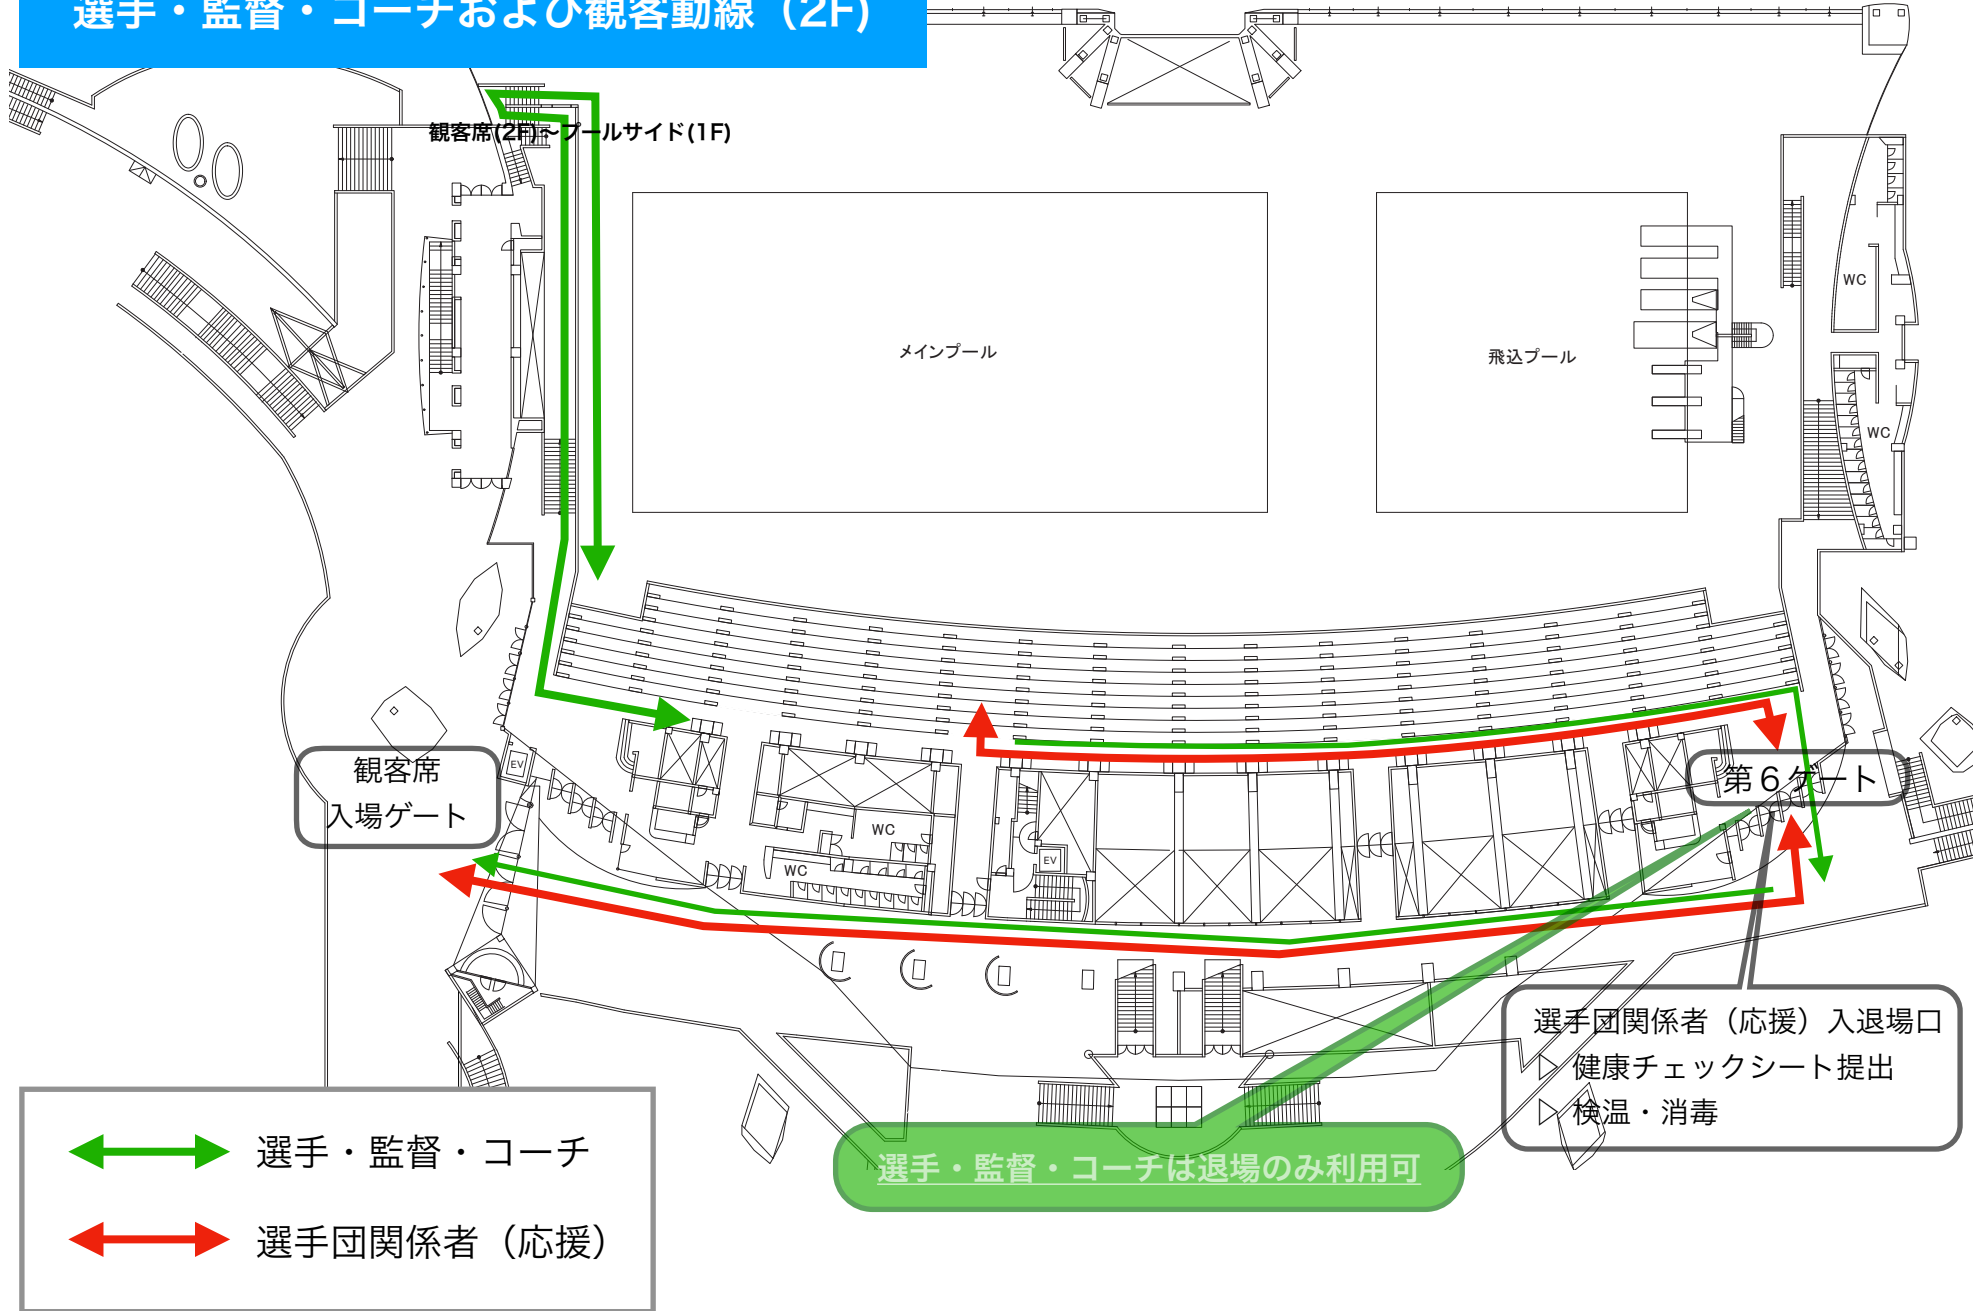 選手・監督・コーチおよび観客動線（2F）
観客席(2F)～プールサイド(1F)
WC
メインプール
飛込プール
WC
観客席
入場ゲート
EV
第６ゲート
WC
EV
WC
選手団関係者（応援）入退場口
▷ 健康チェックシート提出
▷ 検温・消毒
選手・監督・コーチは退場のみ利用可
選手・監督・コーチ
選手団関係者（応援）